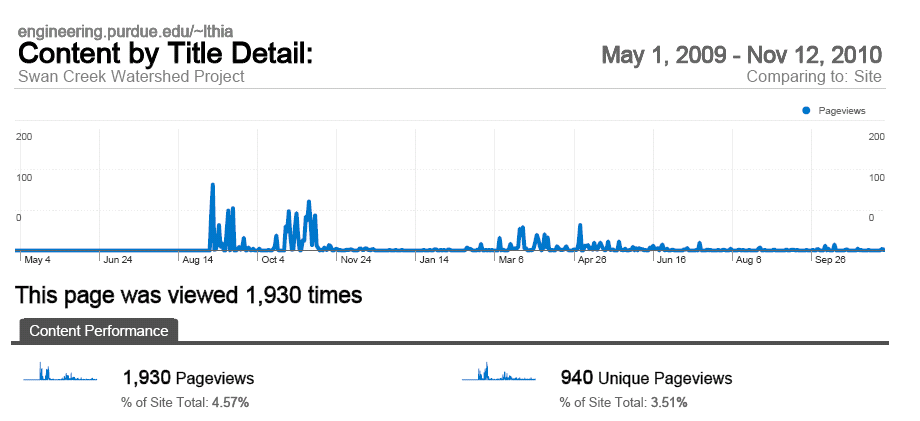 engineering.purdue.edu/~lthia
Content by Title Detail:
May 1, 2009 - Nov 12, 2010
Swan Creek Watershed Project
Comparing to: Site
Pageviews
200 200
100 100
0 0
May 4 Jun 24 Aug 14 Oct 4 Nov 24 Jan 14 Mar 6 Apr 26 Jun 16 Aug 6 Sep 26
This page was viewed 1,930 times
Content Performance
1,930 Pageviews
% of Site Total: 4.57%
940 Unique Pageviews
% of Site Total: 3.51%